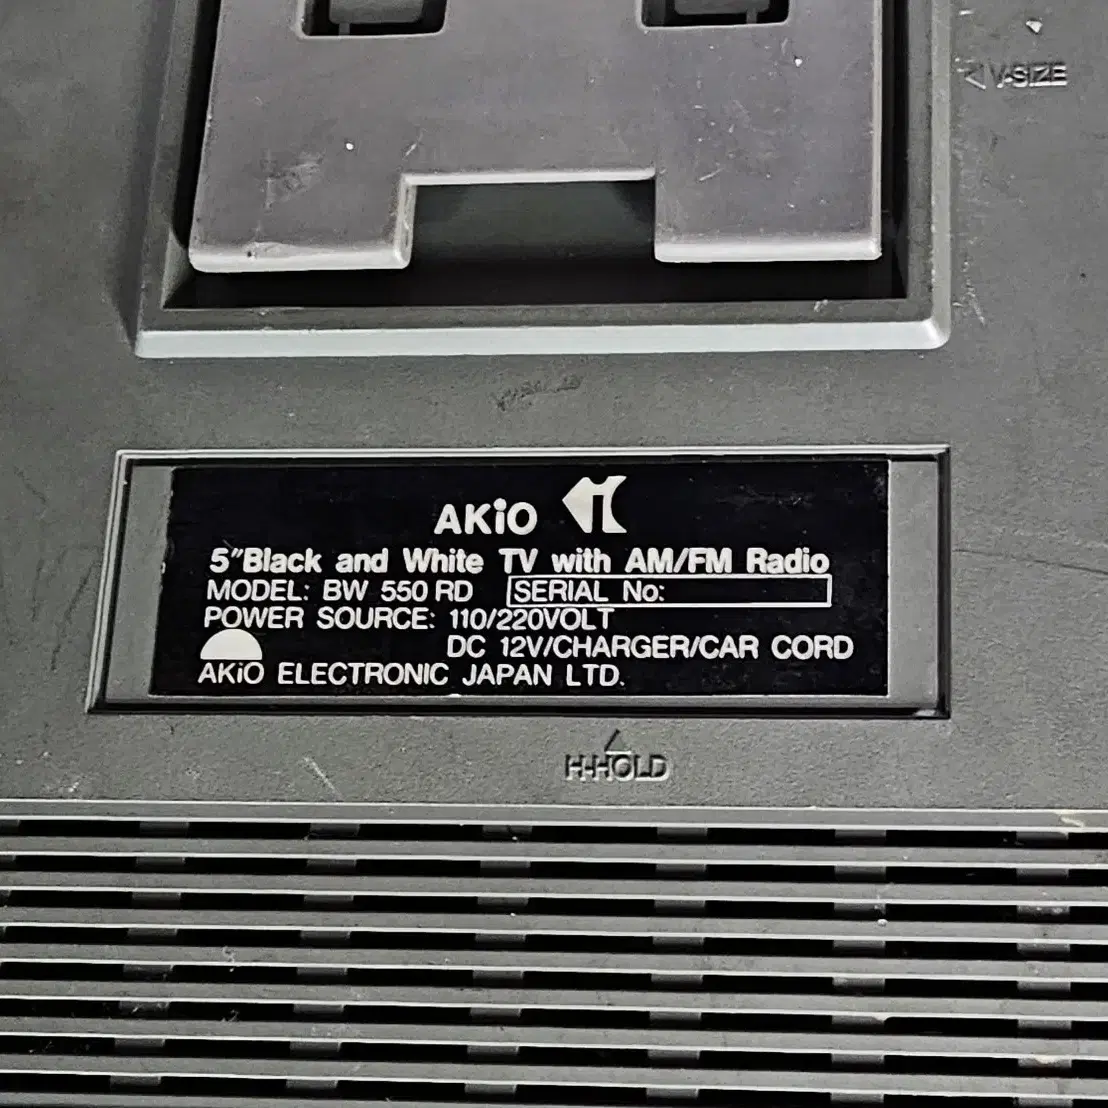 V-SIZE
AKiO
5"Black and White TV with AM/FM Radio
MODEL: BW 550 RD SERIAL No:
POWER SOURCE: 110/220VOLT
DC 12V/CHARGER/CAR CORD
AKiO ELECTRONIC JAPAN LTD.
H-HOLD